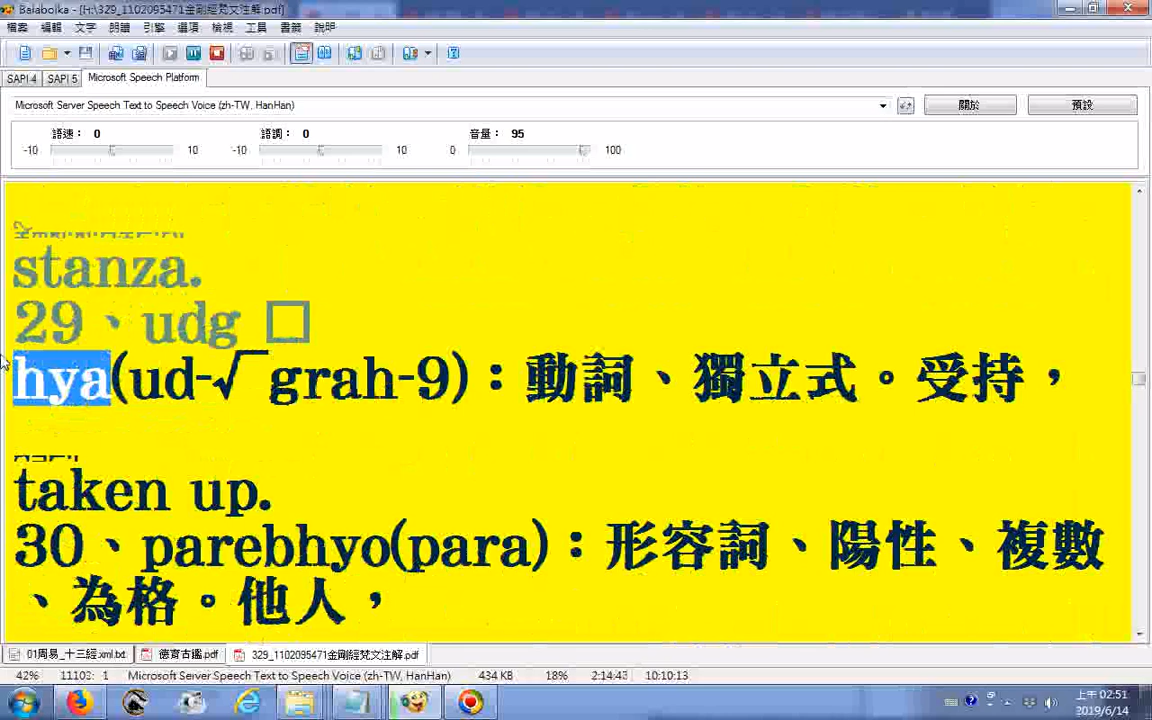 Balabolka - [H:\329_1102095471金剛經梵文注解.pdf]
檔案 編輯 文字 朗讀 引擎 選項 檢視 工具 書籤 說明
SAPI 4 SAPI 5 Microsoft Speech Platform
Microsoft Server Speech Text to Speech Voice (zh-TW, HanHan) 關於 預設
語速： 0 語調： 0 音量： 95
-10 10 -10 10 0 100
stanza.
29、udg □
hya(ud-√ grah-9)：動詞、獨立式。受持，
taken up.
30、parebhyo(para)：形容詞、陽性、複數
、為格。他人，
01周易_十三經.xml.txt 德育古鑑.pdf 329_1102095471金剛經梵文注解.pdf
42% 11103: 1 Microsoft Server Speech Text to Speech Voice (zh-TW, HanHan) 434 KB 18% 2:14:43 10:10:13
上午 02:51
2019/6/14